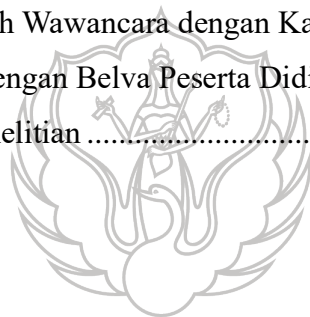 h Wawancara dengan Ka
engan Belva Peserta Didi
elitian ..............................